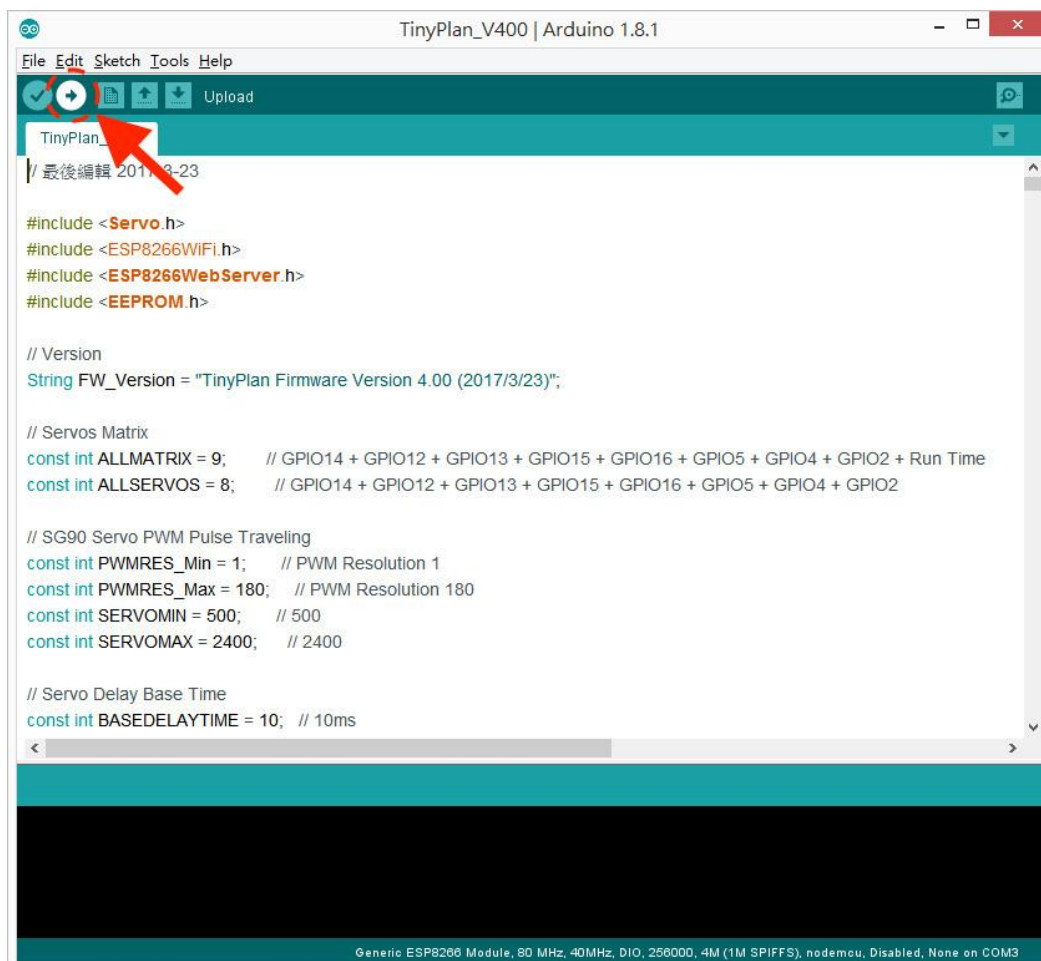 TinyPlan_V400 | Arduino 1.8.1
File Edit Sketch Tools Help
Upload
TinyPlan_
// 最後編輯 2017 3-23
#include <Servo.h>
#include <ESP8266WiFi.h>
#include <ESP8266WebServer.h>
#include <EEPROM.h>
// Version
String FW_Version = "TinyPlan Firmware Version 4.00 (2017/3/23)";
// Servos Matrix
const int ALLMATRIX = 9; // GPIO14 + GPIO12 + GPIO13 + GPIO15 + GPIO16 + GPIO5 + GPIO4 + GPIO2 + Run Time
const int ALLSERVOS = 8; // GPIO14 + GPIO12 + GPIO13 + GPIO15 + GPIO16 + GPIO5 + GPIO4 + GPIO2
// SG90 Servo PWM Pulse Traveling
const int PWMRES_Min = 1; // PWM Resolution 1
const int PWMRES_Max = 180; // PWM Resolution 180
const int SERVOMIN = 500; // 500
const int SERVOMAX = 2400; // 2400
// Servo Delay Base Time
const int BASEDELAYTIME = 10; // 10ms
Generic ESP8266 Module, 80 MHz, 40MHz, DIO, 256000, 4M (1M SPIFFS), nodemcu, Disabled, None on COM3